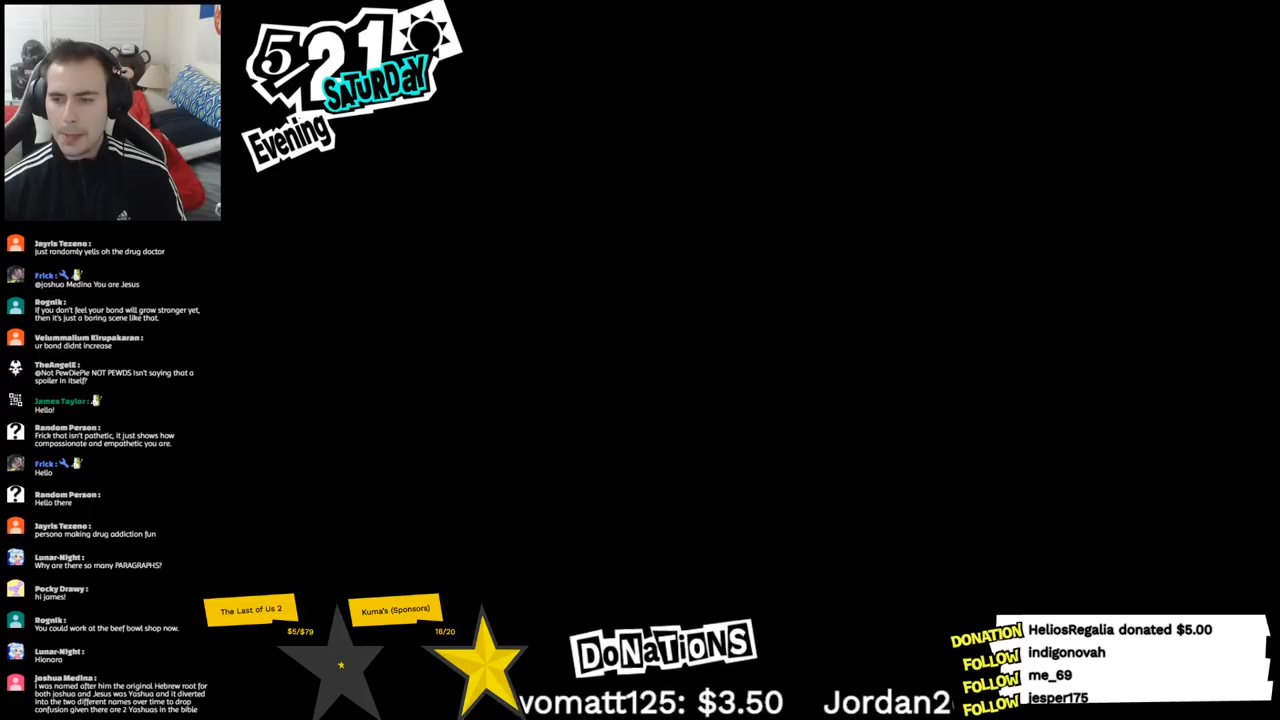 5/21
SATURDAY
Evening
Jayris Tezeno :
just randomly yells oh the drug doctor
Frick :
@joshua Medina You are Jesus
Rognik :
If you don't feel your bond will grow stronger yet,
then it's just a boring scene like that.
Velummailum Kirupakaran :
ur bond didnt increase
TheAngelE :
@Not PewDiePie NOT PEWDS Isn't saying that a
spoiler in itself?
James Taylor :
Hello!
Random Person :
Frick that isn't pathetic, it just shows how
compassionate and empathetic you are.
Frick :
Hello
Random Person :
Hello there
Jayris Tezeno :
persona making drug addiction fun
Lunar-Night :
Why are there so many PARAGRAPHS?
Pocky Drawy :
hi james!
Rognik :
You could work at the beef bowl shop now.
Lunar-Night :
Hionara
joshua Medina :
I was named after him the original Hebrew root for
both joshua and Jesus was Yashua and it diverted
into the two different names over time to drop
confusion given there are 2 Yashuas in the bible
The Last of Us 2
$5/$79
Kuma's (Sponsors)
16/20
DONATIONS
vomatt125: $3.50 Jordan2
DONATION HeliosRegalia donated $5.00
FOLLOW indigonovah
FOLLOW me_69
FOLLOW jesper175